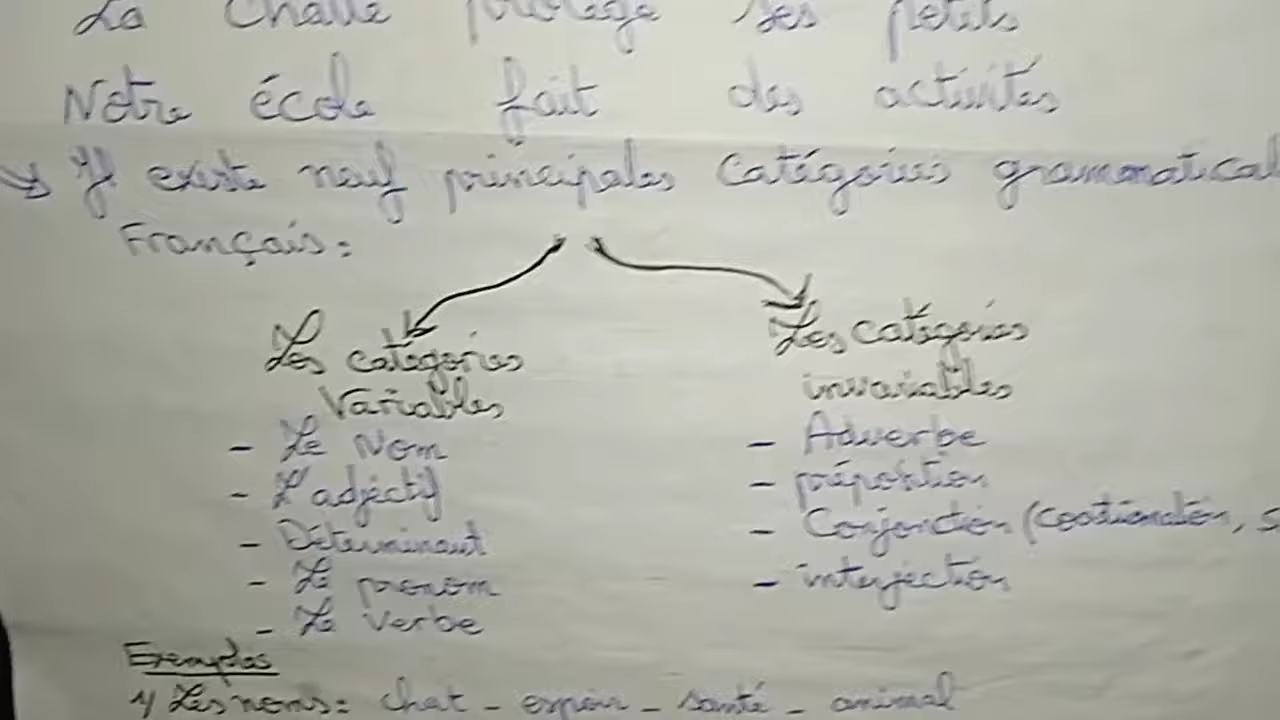 La Chatte protège ses petits
Notre école fait des activités
Il existe neuf principales catégories grammatical
Français :
Les catégories
Variables
Les catégories
invariables
- Le Nom
- L'adjectif
- Déterminant
- Le pronom
- Le Verbe
- Adverbe
- préposition
- Conjonction (coordination, s
- interjection
Exemples
1/ Les noms : chat - espoir - santé - animal